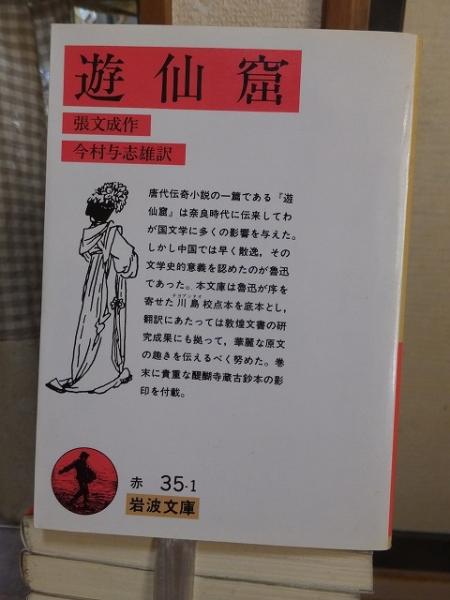 遊仙窟
張文成作
今村与志雄訳
唐代伝奇小説の一篇である『遊
仙窟』は奈良時代に伝来してわ
が国文学に多くの影響を与えた。
しかし中国では早く散逸，その
文学史的意義を認めたのが魯迅
であった。本文庫は魯迅が序を
寄せた川島校点本を底本とし，
翻訳にあたっては敦煌文書の研
究成果にも拠って，華麗な原文
の趣きを伝えるべく努めた。巻
末に貴重な醍醐寺蔵古鈔本の影
印を付載。
赤 35-1
岩波文庫